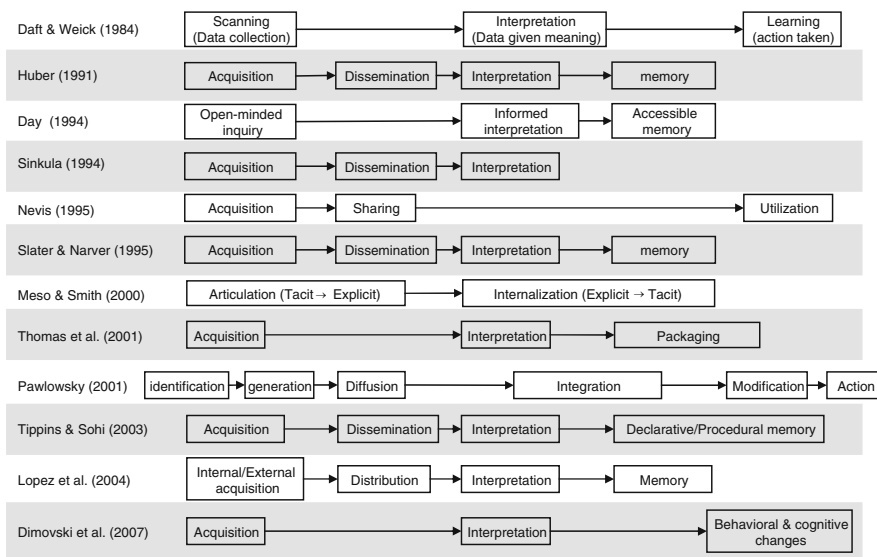 Daft & Weick (1984)
Scanning
(Data collection)
Interpretation
(Data given meaning)
Learning
(action taken)
Huber (1991)
Acquisition
Dissemination
Interpretation
memory
Day (1994)
Open-minded
inquiry
Informed
interpretation
Accessible
memory
Sinkula (1994)
Acquisition
Dissemination
Interpretation
Nevis (1995)
Acquisition
Sharing
Utilization
Slater & Narver (1995)
Acquisition
Dissemination
Interpretation
memory
Meso & Smith (2000)
Articulation (Tacit→ Explicit)
Internalization (Explicit → Tacit)
Thomas et al. (2001)
Acquisition
Interpretation
Packaging
Pawlowsky (2001)
identification
generation
Diffusion
Integration
Modification
Action
Tippins & Sohi (2003)
Acquisition
Dissemination
Interpretation
Declarative/Procedural memory
Lopez et al. (2004)
Internal/External
acquisition
Distribution
Interpretation
Memory
Dimovski et al. (2007)
Acquisition
Interpretation
Behavioral & cognitive
changes